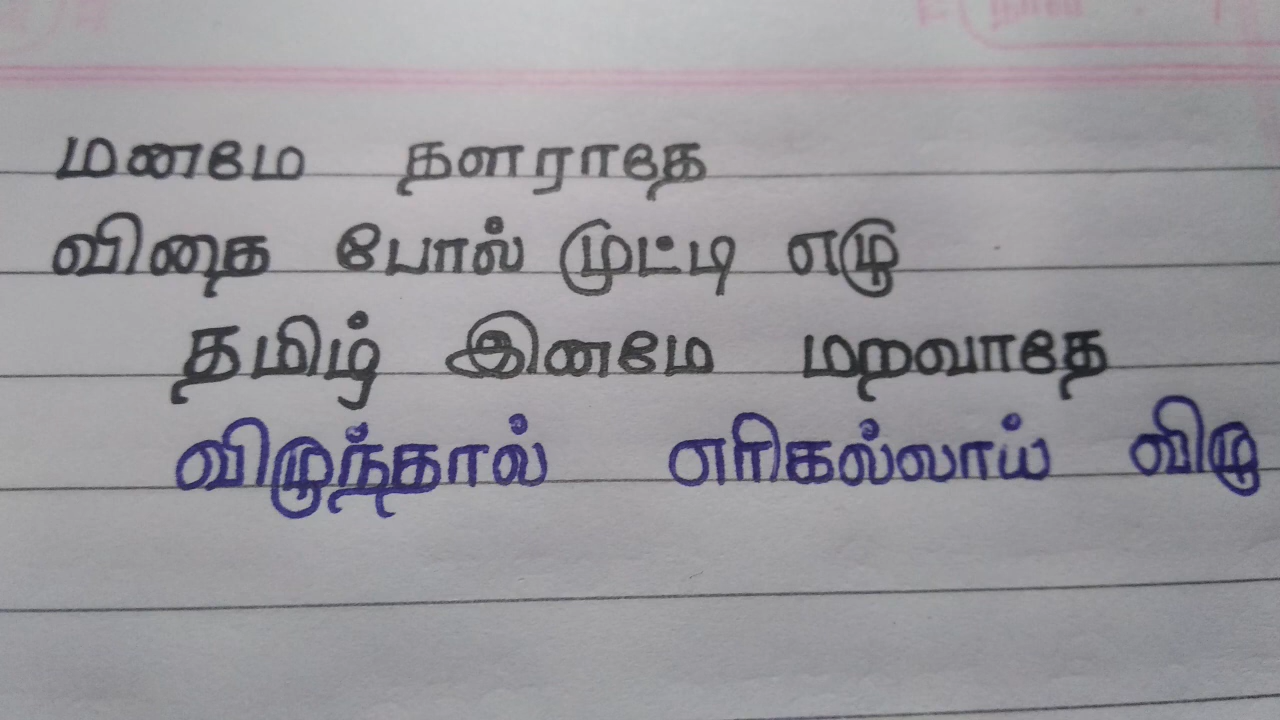 மனமே தளராதே
விதை போல் முட்டி எழு
தமிழ் இனமே மறவாதே
விழுந்தால் எரிகல்லாய் விழு